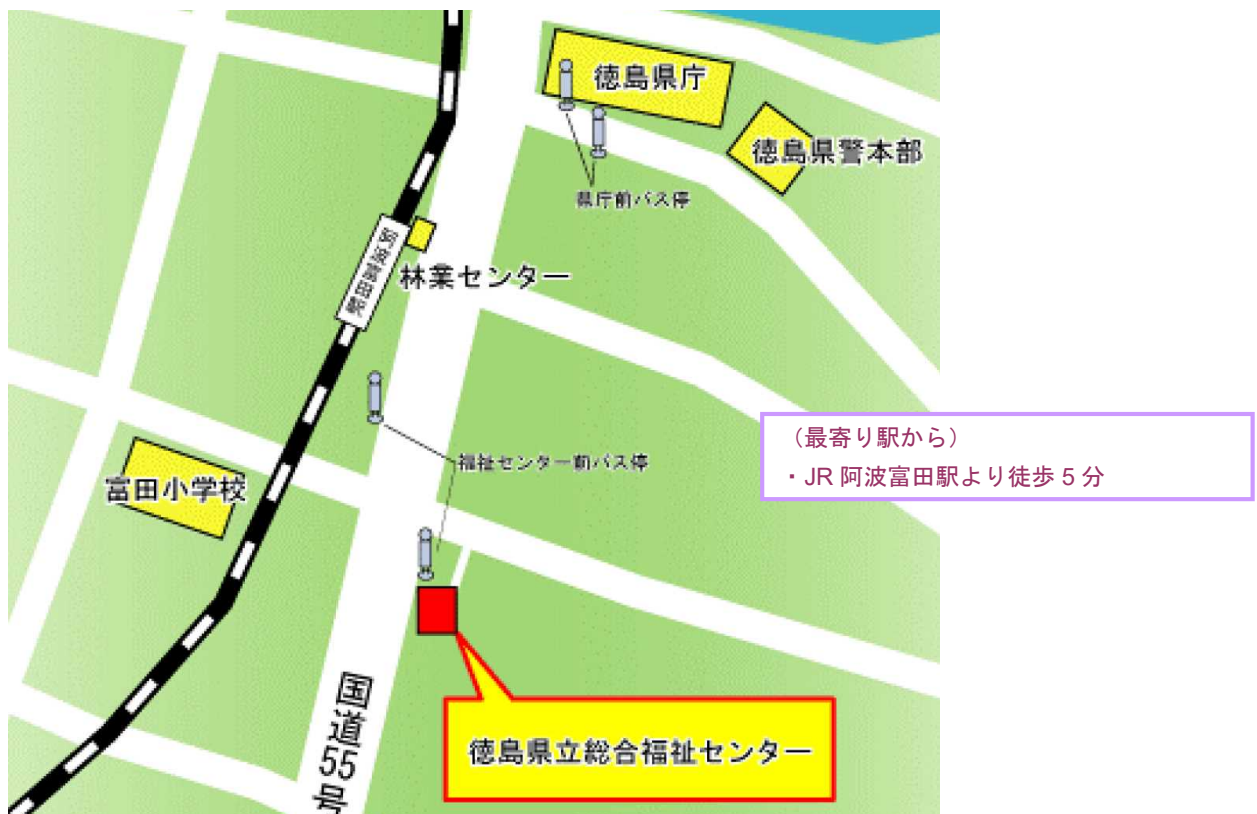 徳島県庁
徳島県警本部
県庁前バス停
阿波富田駅
林業センター
福祉センター前バス停
（最寄り駅から）
・JR 阿波富田駅より徒歩 5 分
富田小学校
国道55号
徳島県立総合福祉センター